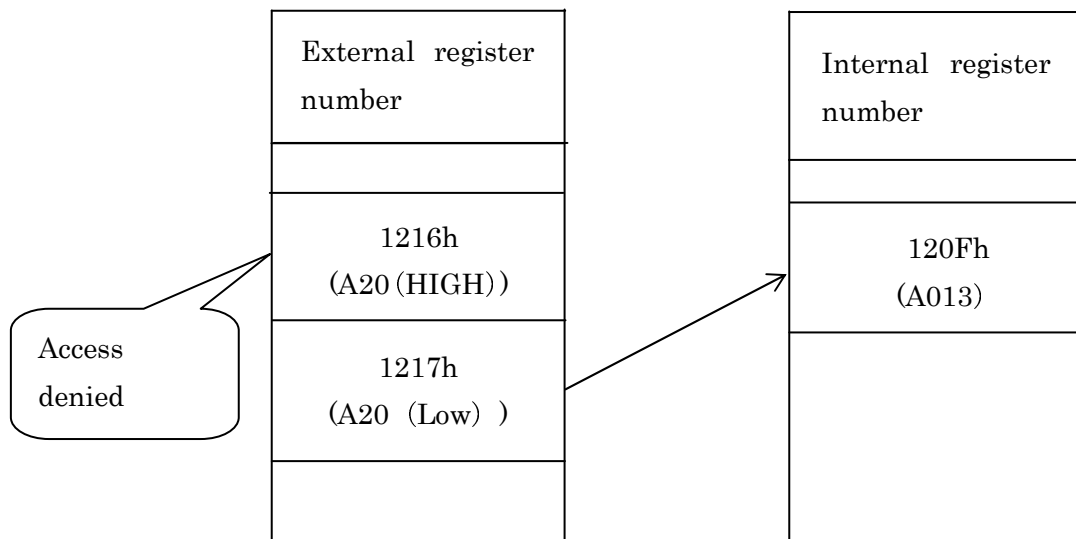 External register
number
Internal register
number
1216h
(A20(HIGH))
120Fh
(A013)
Access
denied
1217h
(A20 (Low) )